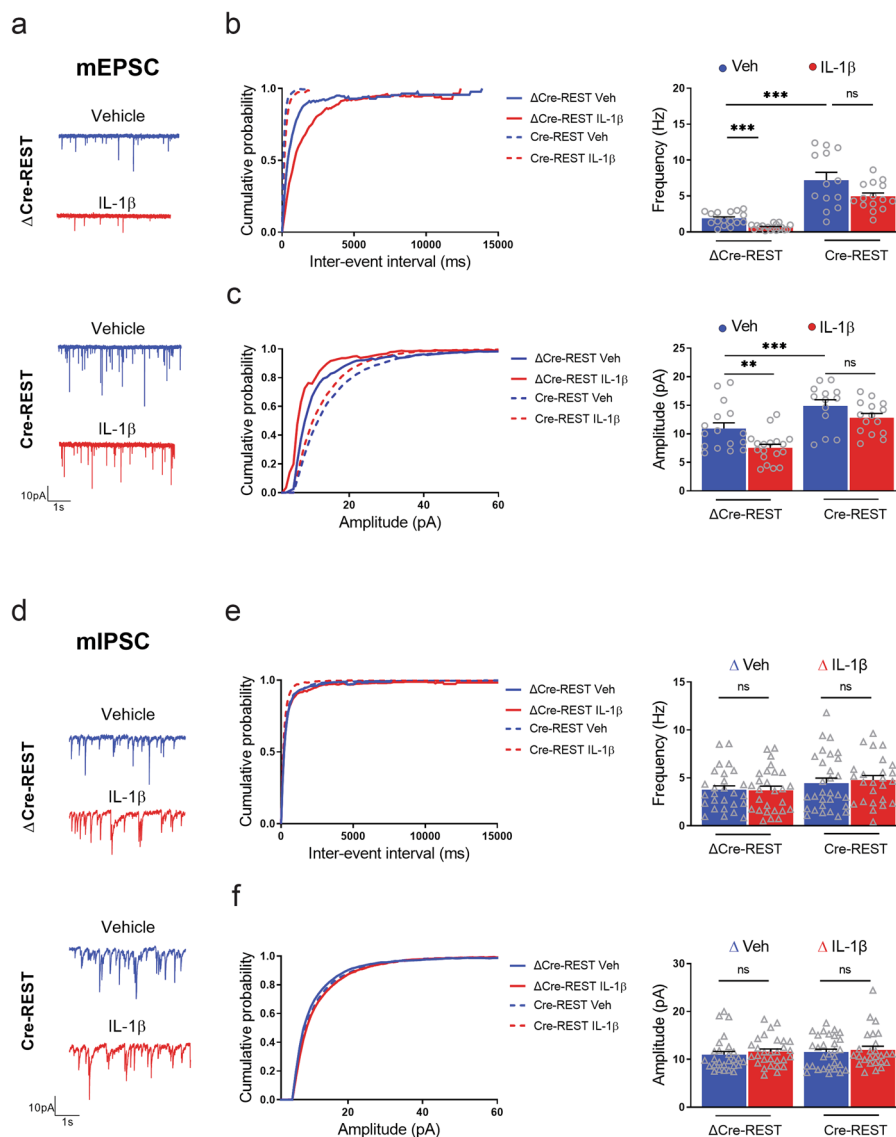 a
mEPSC
ΔCre-REST
Vehicle
IL-1β
Cre-REST
Vehicle
IL-1β
10pA
1s
b
Cumulative probability
1.0
0.5
0.0
0
5000
10000
15000
Inter-event interval (ms)
ΔCre-REST Veh
ΔCre-REST IL-1β
Cre-REST Veh
Cre-REST IL-1β
Veh
IL-1β
Frequency (Hz)
20
15
10
5
0
***
***
ns
ΔCre-REST
Cre-REST
c
Cumulative probability
1.0
0.8
0.6
0.4
0.2
0.0
20
40
60
Amplitude (pA)
ΔCre-REST Veh
ΔCre-REST IL-1β
Cre-REST Veh
Cre-REST IL-1β
Veh
IL-1β
Amplitude (pA)
25
20
15
10
5
0
***
**
ns
ΔCre-REST
Cre-REST
d
mIPSC
ΔCre-REST
Vehicle
IL-1β
Cre-REST
Vehicle
IL-1β
10pA
1s
e
Cumulative probability
1.0
0.5
0.0
0
5000
10000
15000
Inter-event interval (ms)
ΔCre-REST Veh
ΔCre-REST IL-1β
Cre-REST Veh
Cre-REST IL-1β
Δ Veh
Δ IL-1β
Frequency (Hz)
15
10
5
0
ns
ns
ΔCre-REST
Cre-REST
f
Cumulative probability
1.0
0.8
0.6
0.4
0.2
0.0
20
40
60
Amplitude (pA)
ΔCre-REST Veh
ΔCre-REST IL-1β
Cre-REST Veh
Cre-REST IL-1β
Δ Veh
Δ IL-1β
Amplitude (pA)
30
20
10
0
ns
ns
ΔCre-REST
Cre-REST